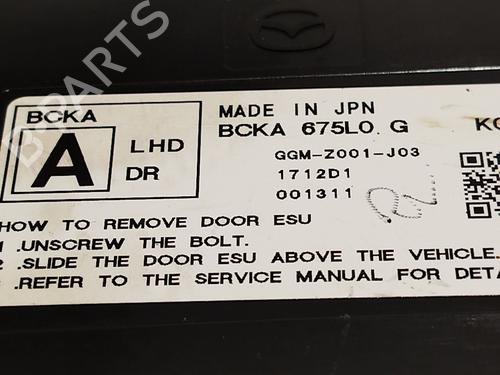 B-PARTS
BCKA
A
LHD
DR
MADE IN JPN
BCKA 675L0 G
GGM-Z001-J03
1712D1
001311
HOW TO REMOVE DOOR ESU
1 .UNSCREW THE BOLT.
2 .SLIDE THE DOOR ESU ABOVE THE VEHICLE.
.REFER TO THE SERVICE MANUAL FOR